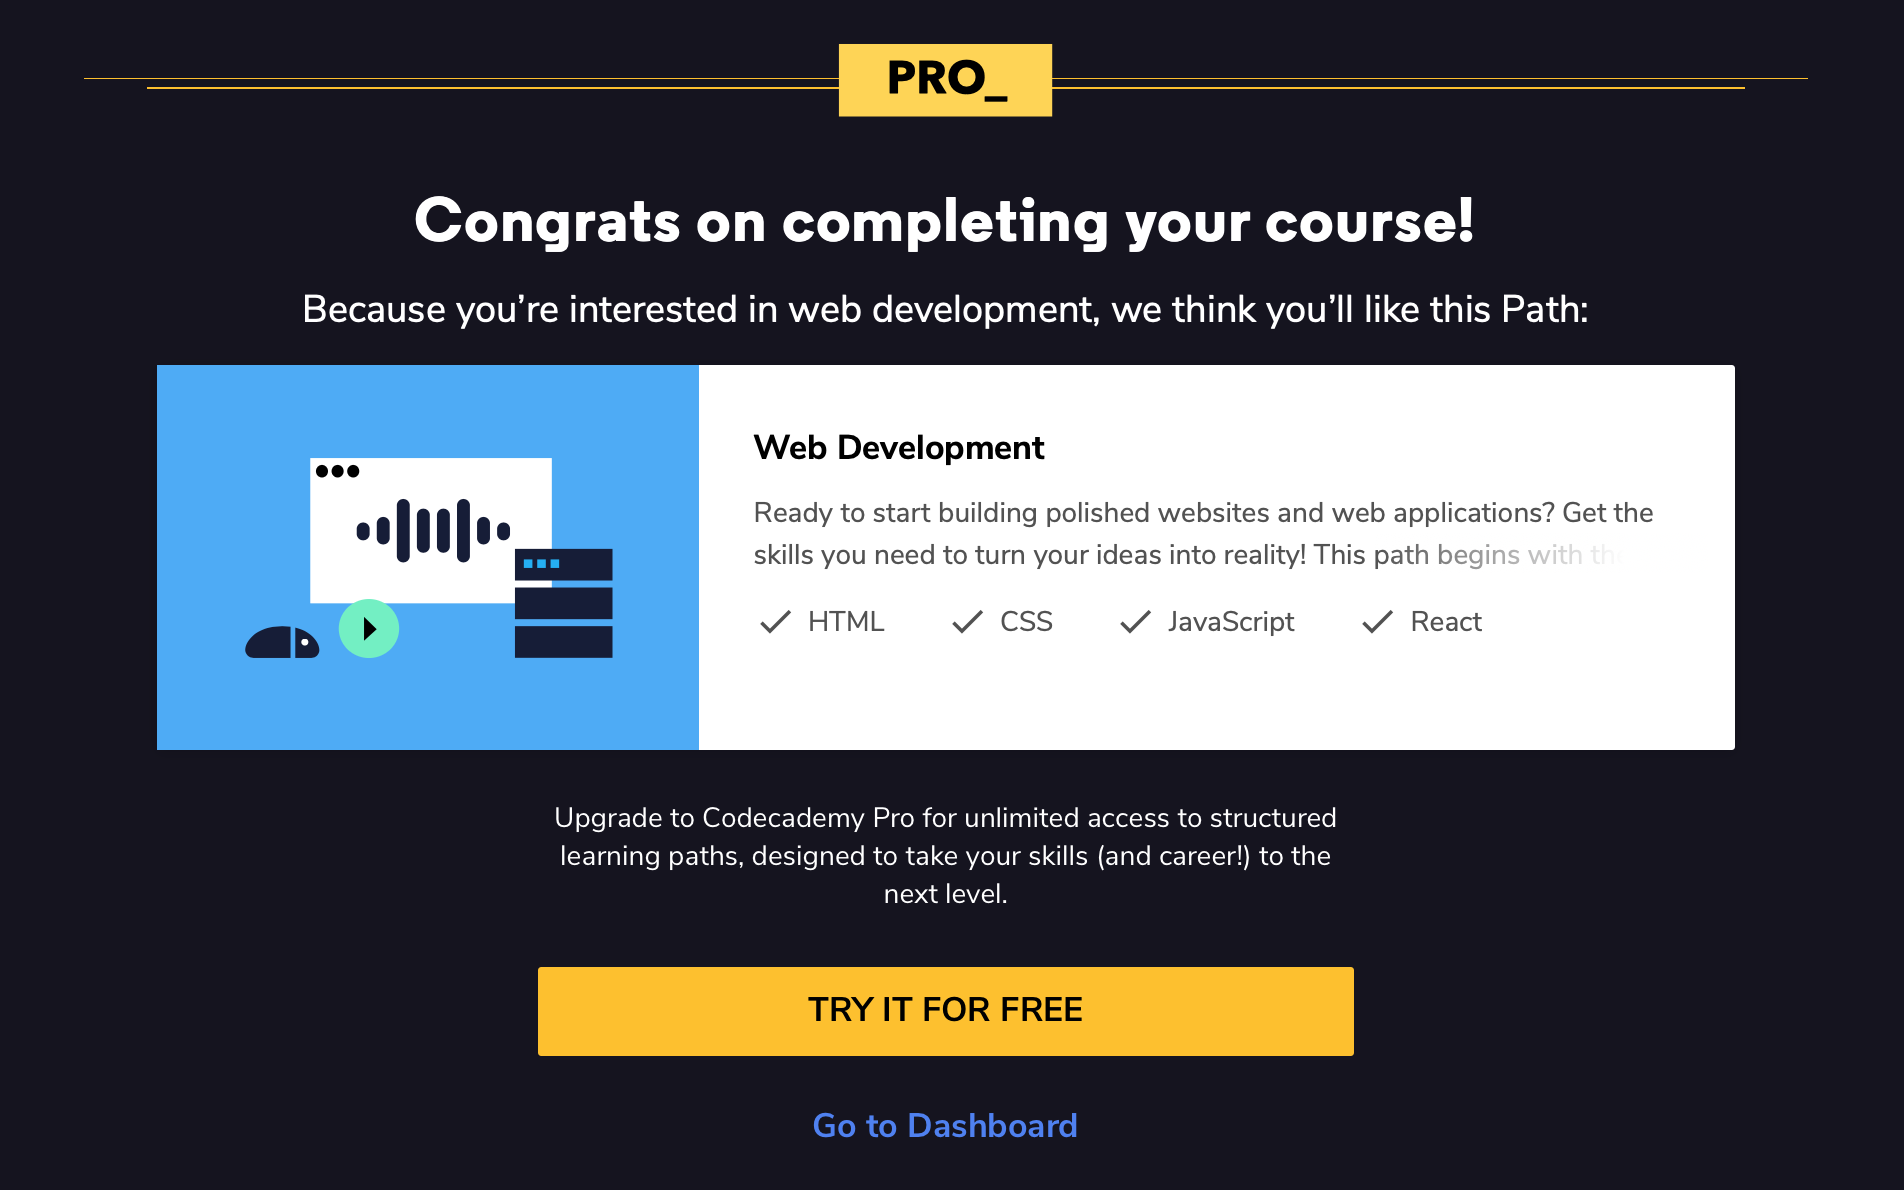 PRO_
Congrats on completing your course!
Because you’re interested in web development, we think you’ll like this Path:
Web Development
Ready to start building polished websites and web applications? Get the
skills you need to turn your ideas into reality! This path begins with the
HTML
CSS
JavaScript
React
Upgrade to Codecademy Pro for unlimited access to structured
learning paths, designed to take your skills (and career!) to the
next level.
TRY IT FOR FREE
Go to Dashboard